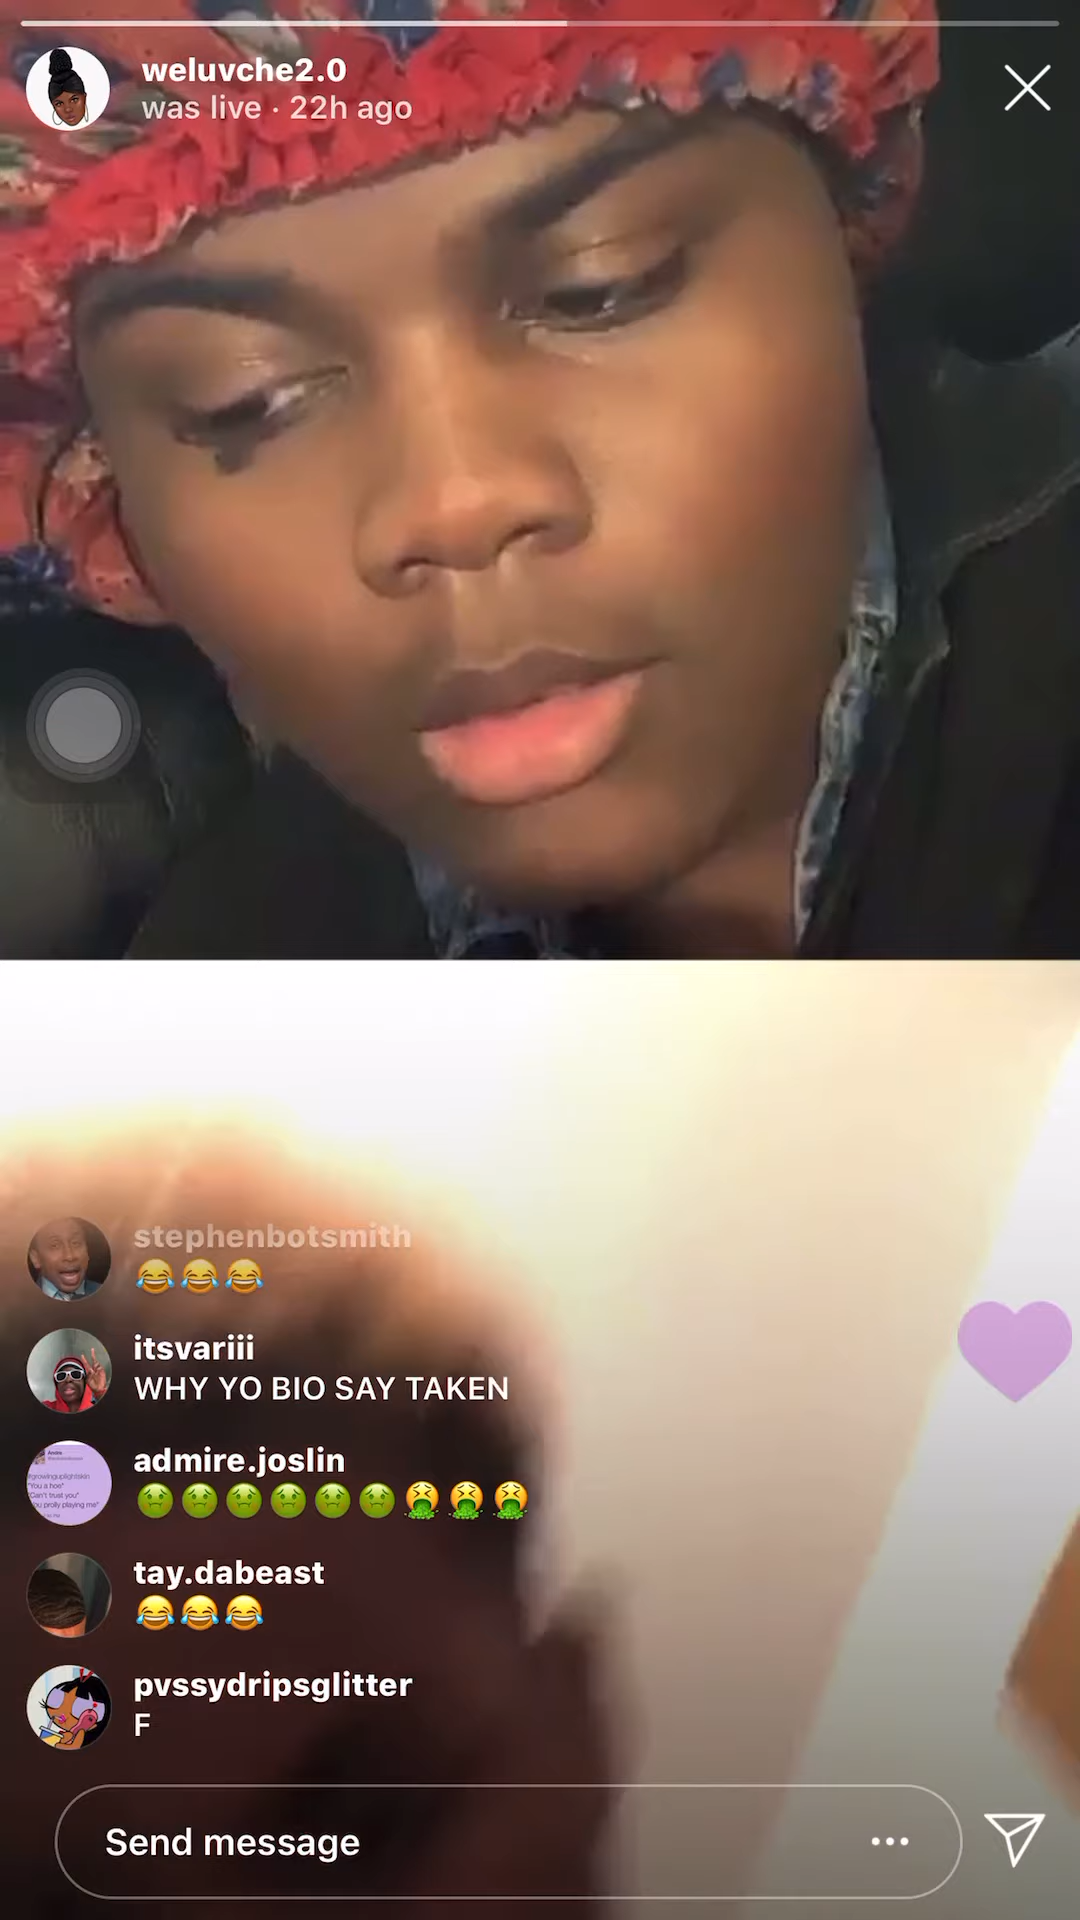 weluvche2.0
was live · 22h ago
stephenbotsmith
😂😂😂
itsvariii
WHY YO BIO SAY TAKEN
admire.joslin
🤢🤢🤢🤢🤢🤢🤮🤮🤮
tay.dabeast
😂😂😂
pvssydripsglitter
F
Send message